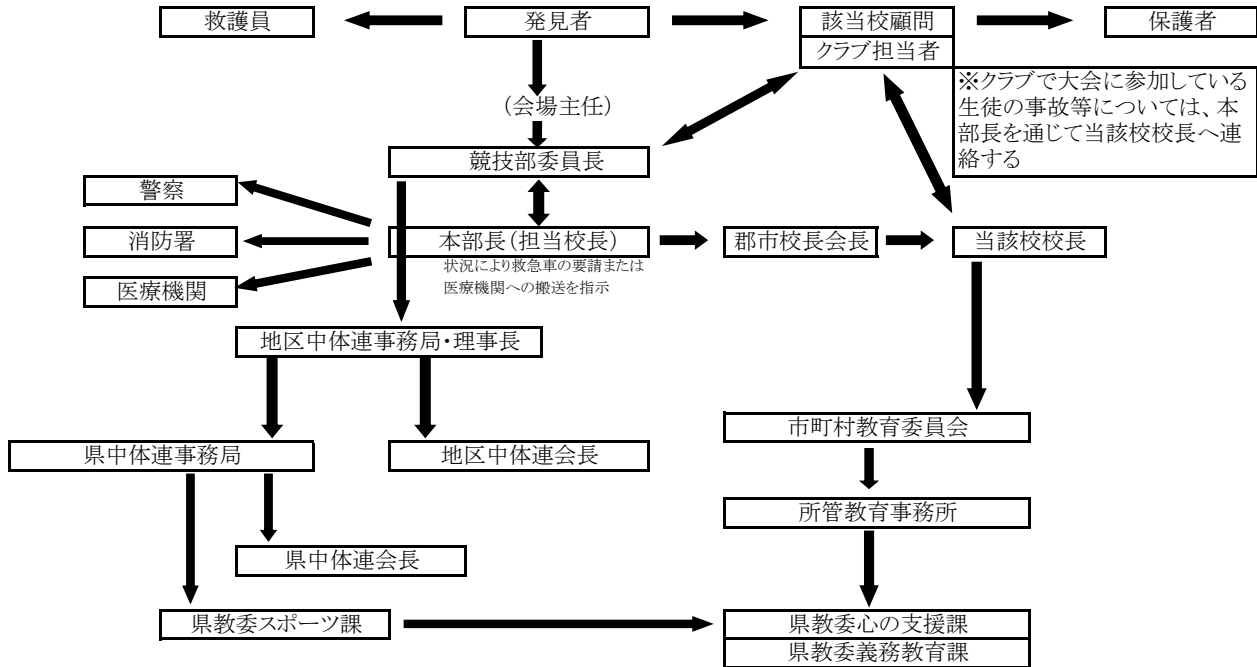 救護員
発見者
該当校顧問
保護者
クラブ担当者
※クラブで大会に参加している
生徒の事故等については、本
部長を通じて当該校校長へ連
絡する
(会場主任)
競技部委員長
警察
消防署
本部長(担当校長)
郡市校長会長
当該校校長
状況により救急車の要請または
医療機関への搬送を指示
医療機関
地区中体連事務局・理事長
市町村教育委員会
県中体連事務局
地区中体連会長
所管教育事務所
県中体連会長
県教委スポーツ課
県教委心の支援課
県教委義務教育課